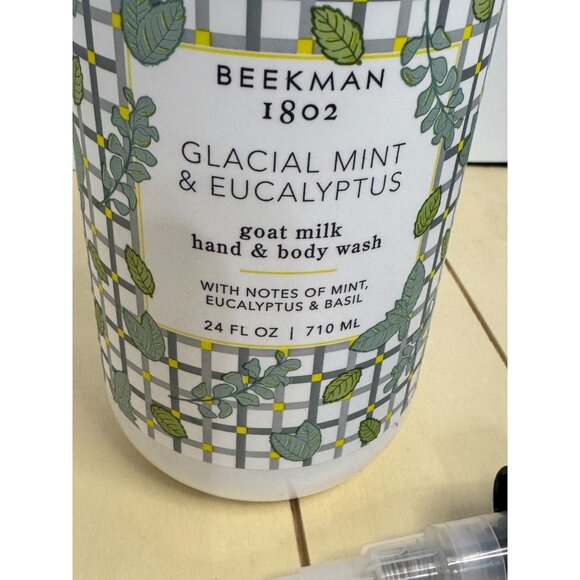 BEEKMAN
1802
GLACIAL MINT
& EUCALYPTUS
goat milk
hand & body wash
WITH NOTES OF MINT,
EUCALYPTUS & BASIL
24 FL OZ | 710 ML